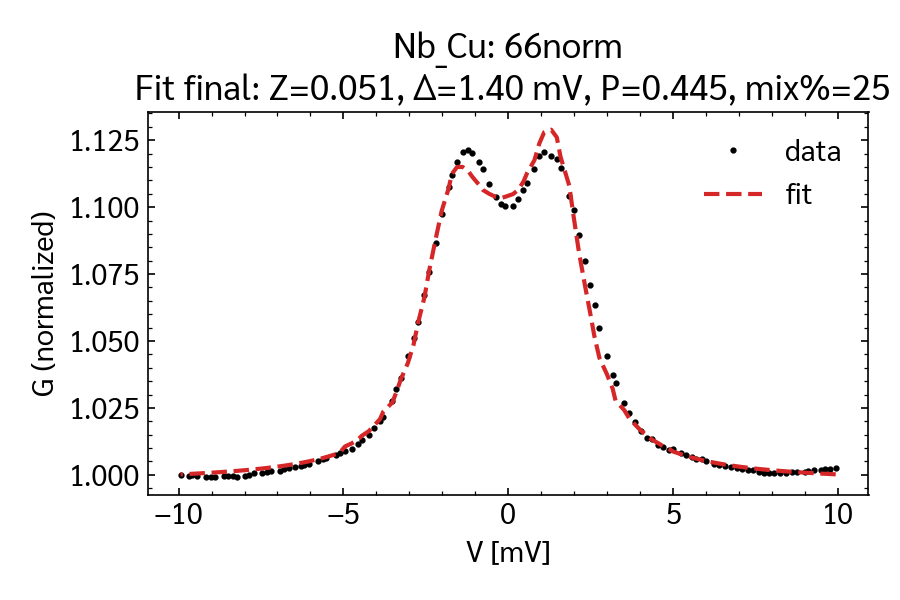 Nb_Cu: 66norm
Fit final: Z=0.051, Δ=1.40 mV, P=0.445, mix%=25
1.125
1.100
1.075
1.050
1.025
1.000
G (normalized)
data
fit
−10
−5
0
5
10
V [mV]